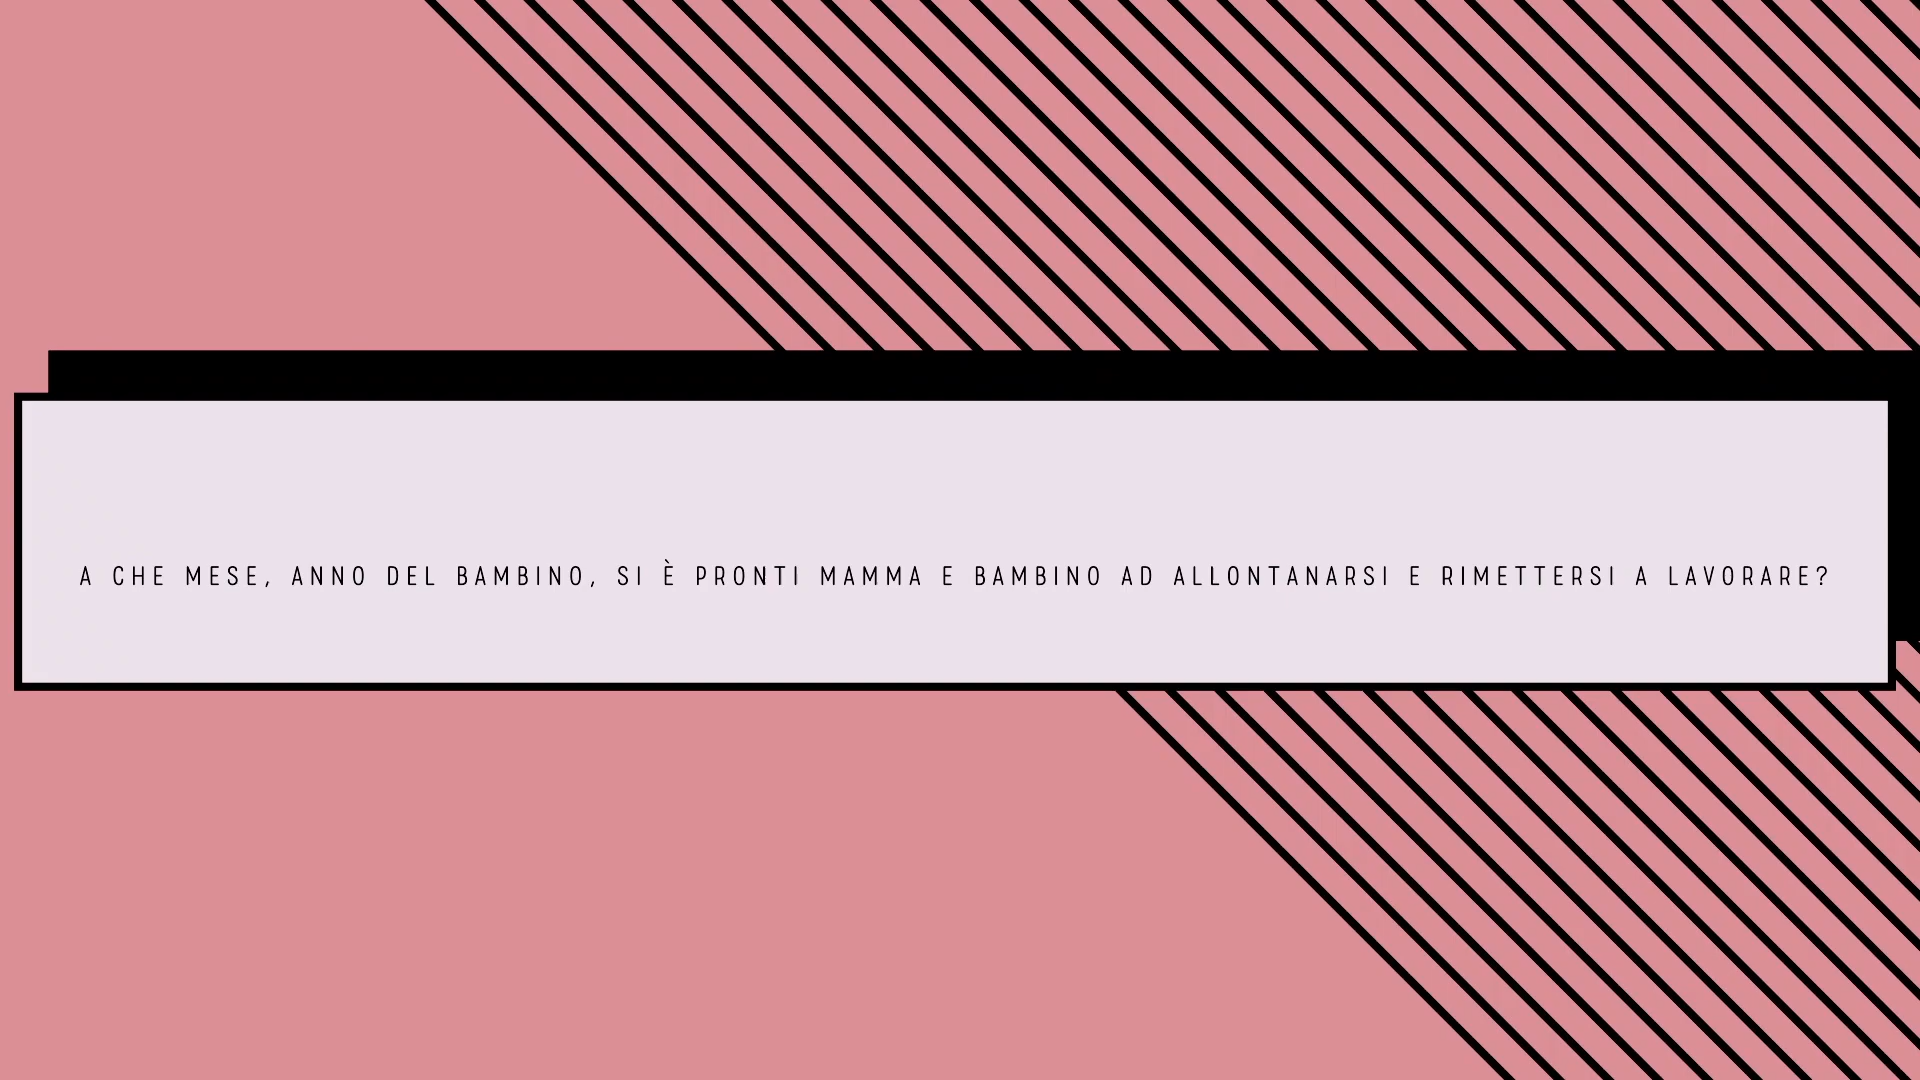 A CHE MESE, ANNO DEL BAMBINO, SI È PRONTI MAMMA E BAMBINO AD ALLONTANARSI E RIMETTERSI A LAVORARE?